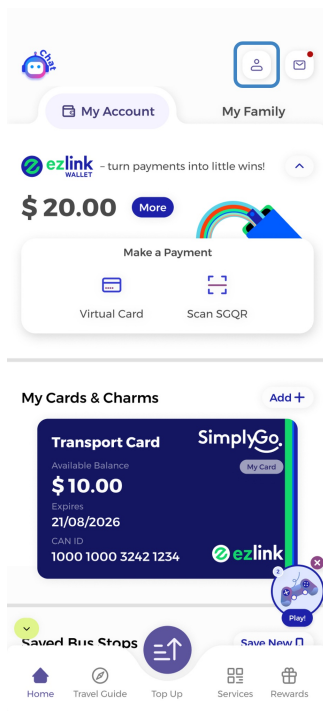 Chat
My Account
My Family
ezlink
WALLET
– turn payments into little wins!
$ 20.00
More
Make a Payment
Virtual Card
Scan SGQR
My Cards & Charms
Add +
Transport Card
SimplyGo.
Available Balance
My Card
$ 10.00
Expires
21/08/2026
CAN ID
1000 1000 3242 1234
ezlink
2
Play!
Saved Bus Stops
Save New
Home
Travel Guide
Top Up
Services
Rewards